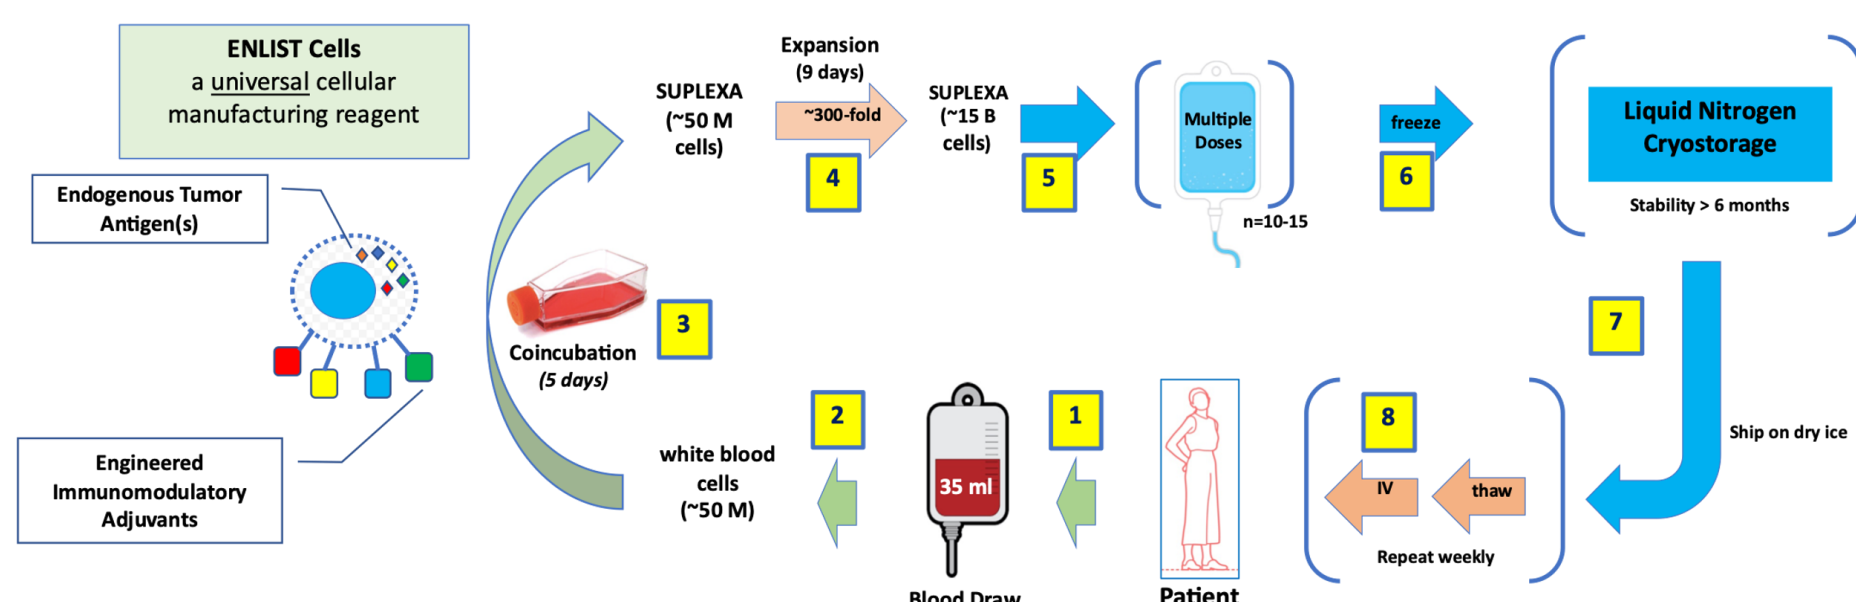 ENLIST Cells
a universal cellular
manufacturing reagent
Endogenous Tumor
Antigen(s)
Engineered
Immunomodulatory
Adjuvants
Coincubation
(5 days)
3
SUPLEXA
(~50 M
cells)
Expansion
(9 days)
~300-fold
4
SUPLEXA
(~15 B
cells)
5
Multiple
Doses
n=10-15
freeze
6
Liquid Nitrogen
Cryostorage
Stability > 6 months
7
Ship on dry ice
8
IV
thaw
Repeat weekly
Patient
1
35 ml
Blood Draw
2
white blood
cells
(~50 M)